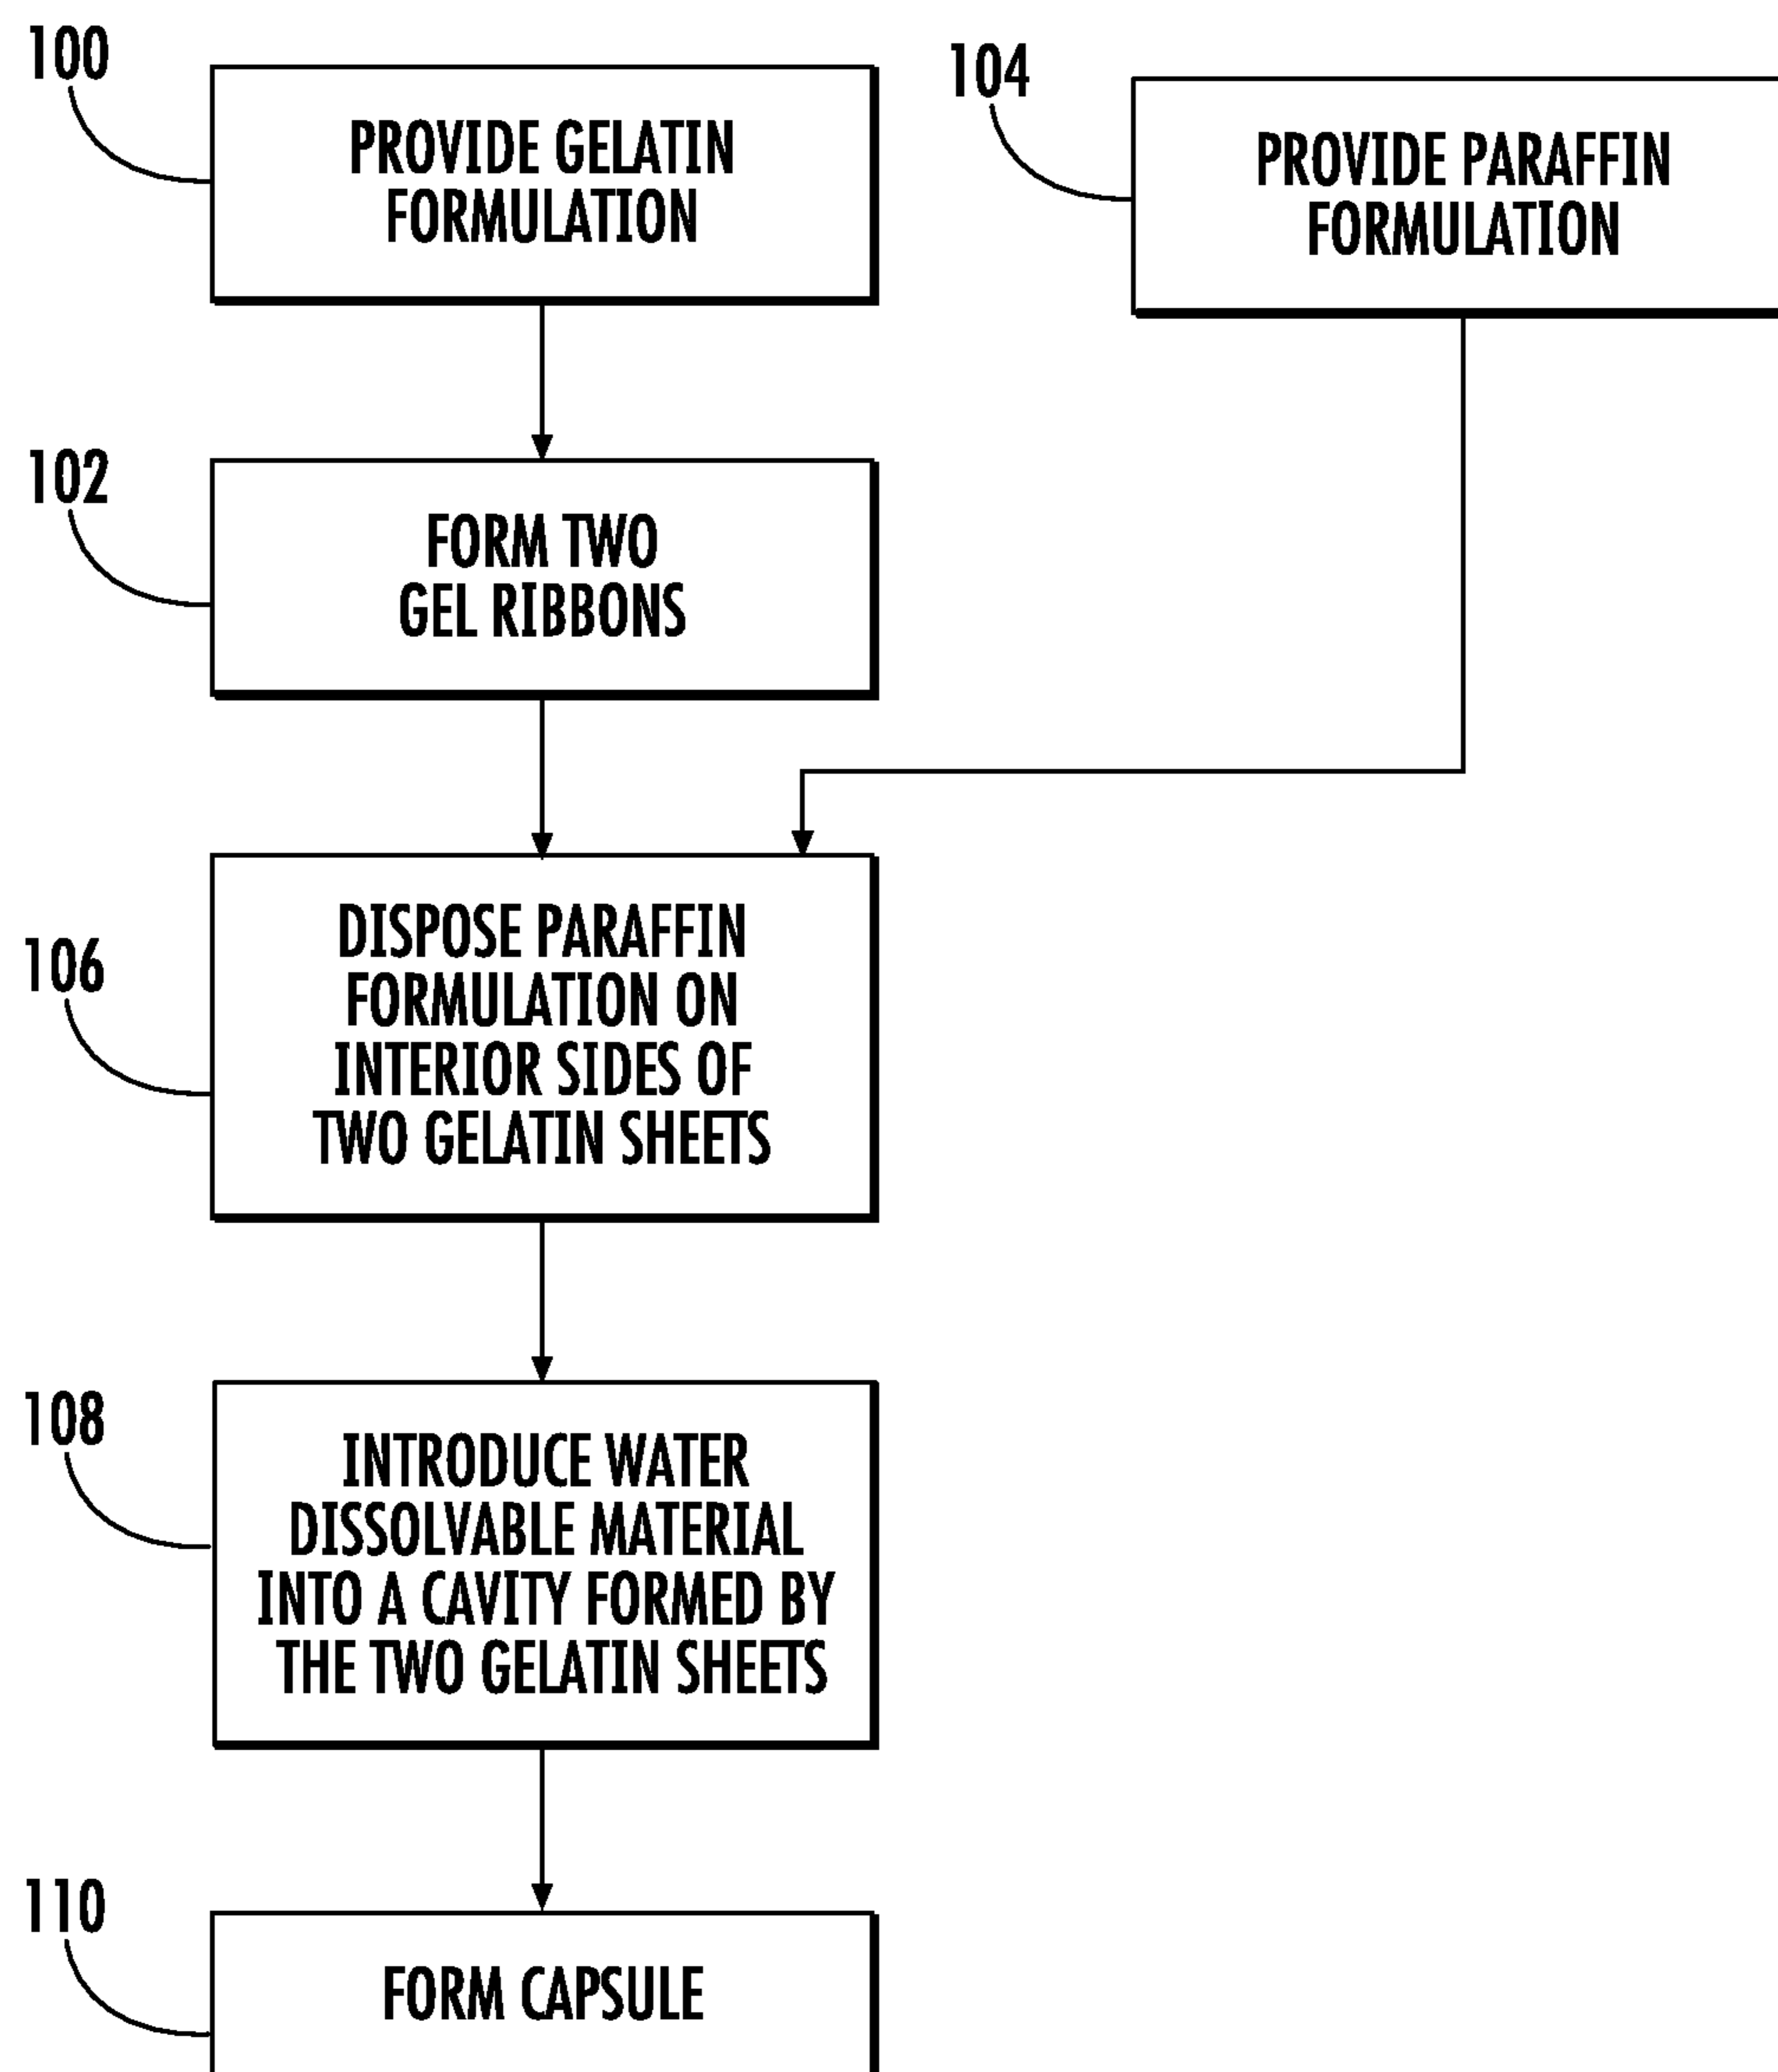 100
PROVIDE GELATIN
FORMULATION
104
PROVIDE PARAFFIN
FORMULATION
102
FORM TWO
GEL RIBBONS
106
DISPOSE PARAFFIN
FORMULATION ON
INTERIOR SIDES OF
TWO GELATIN SHEETS
108
INTRODUCE WATER
DISSOLVABLE MATERIAL
INTO A CAVITY FORMED BY
THE TWO GELATIN SHEETS
110
FORM CAPSULE